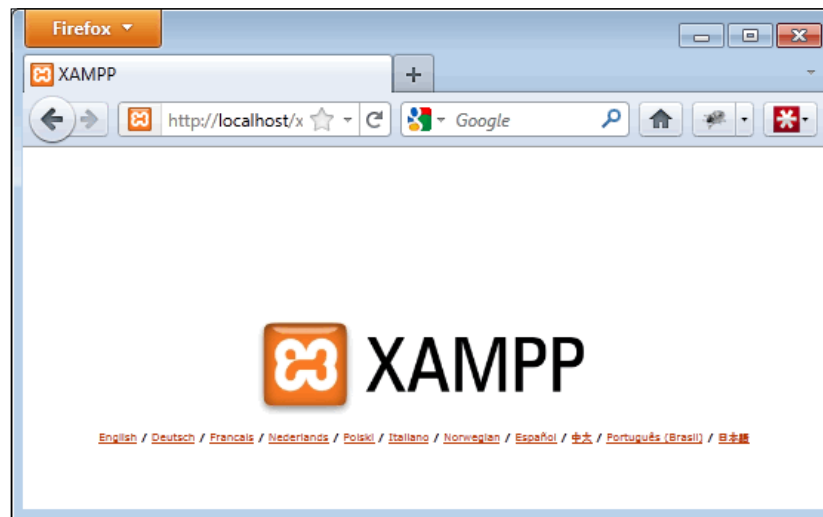 Firefox
XAMPP
http://localhost/x Google
XAMPP
English / Deutsch / Francais / Nederlands / Polski / Italiano / Norwegian / Español / 中文 / Português (Brasil) / 日本語